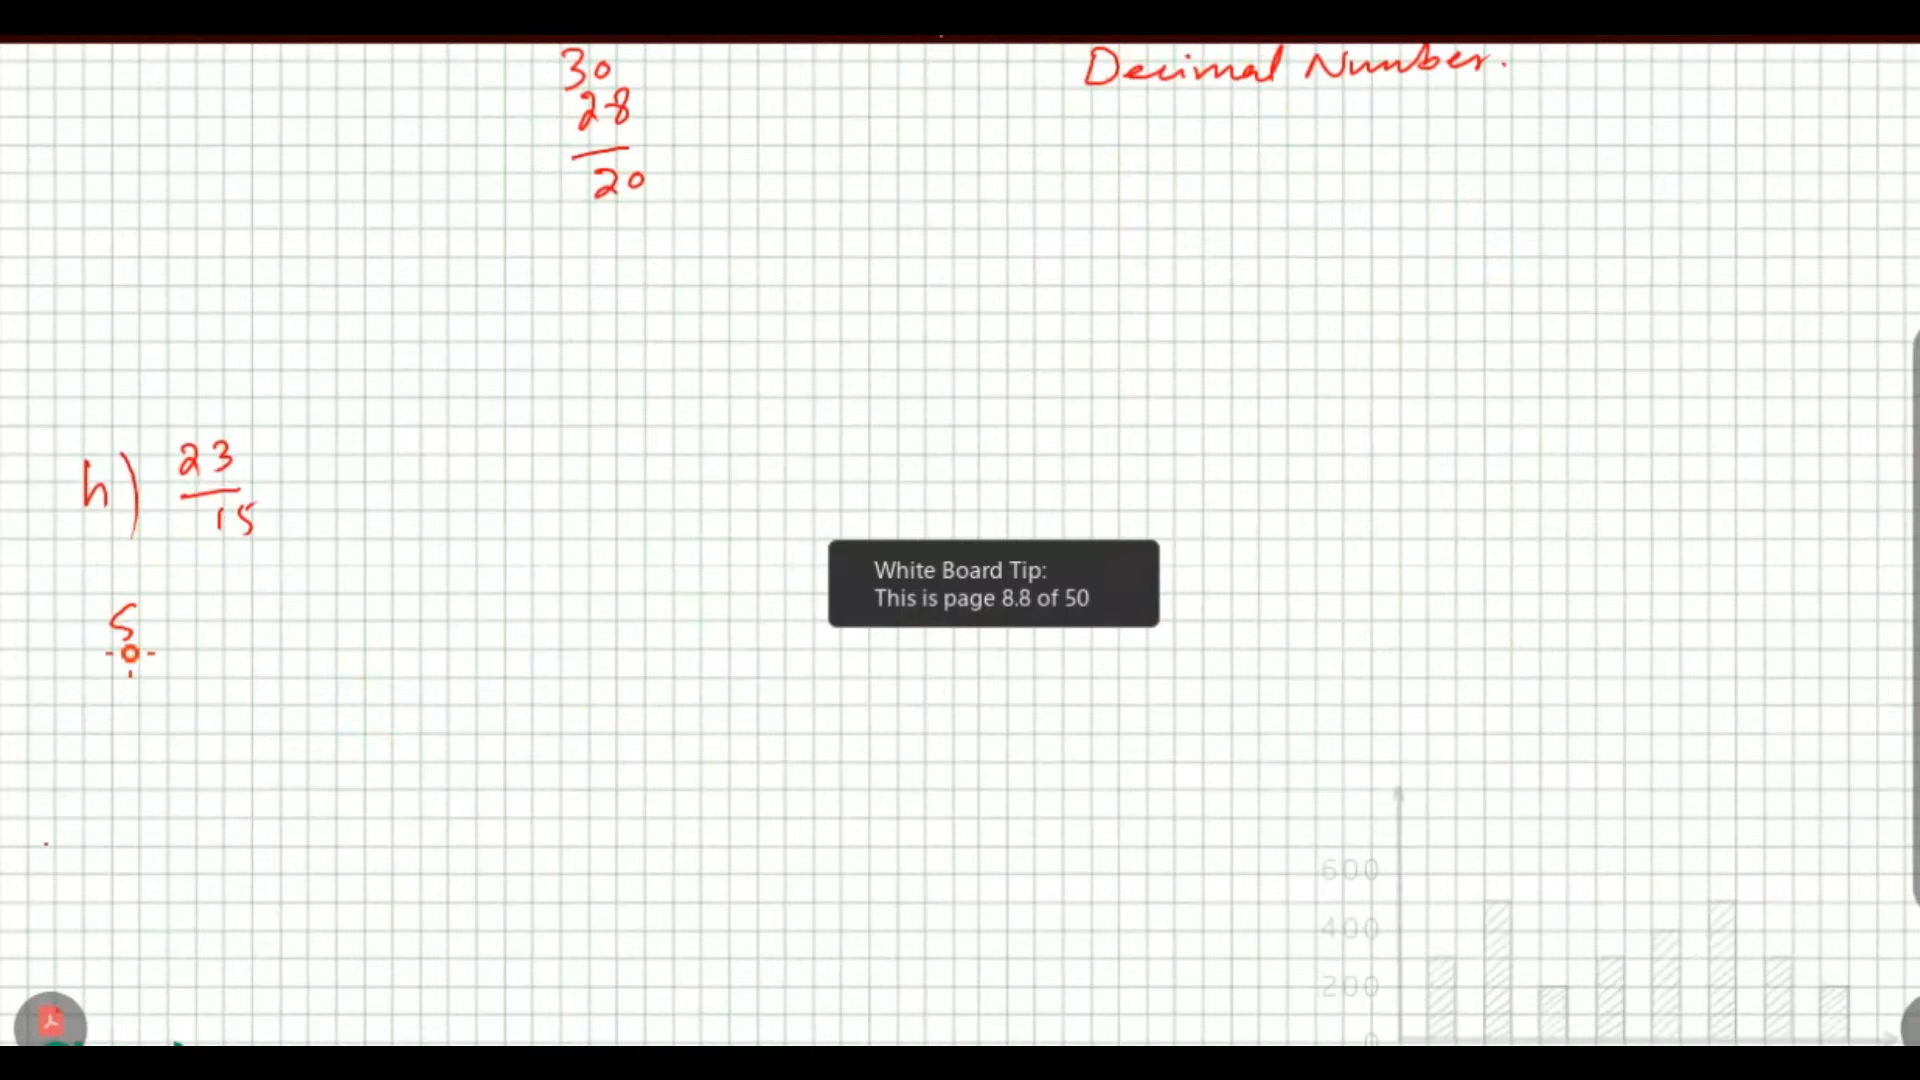 30
Decimal Number.
28
20
h) 23
15
S
White Board Tip:
This is page 8.8 of 50
600
400
200
0